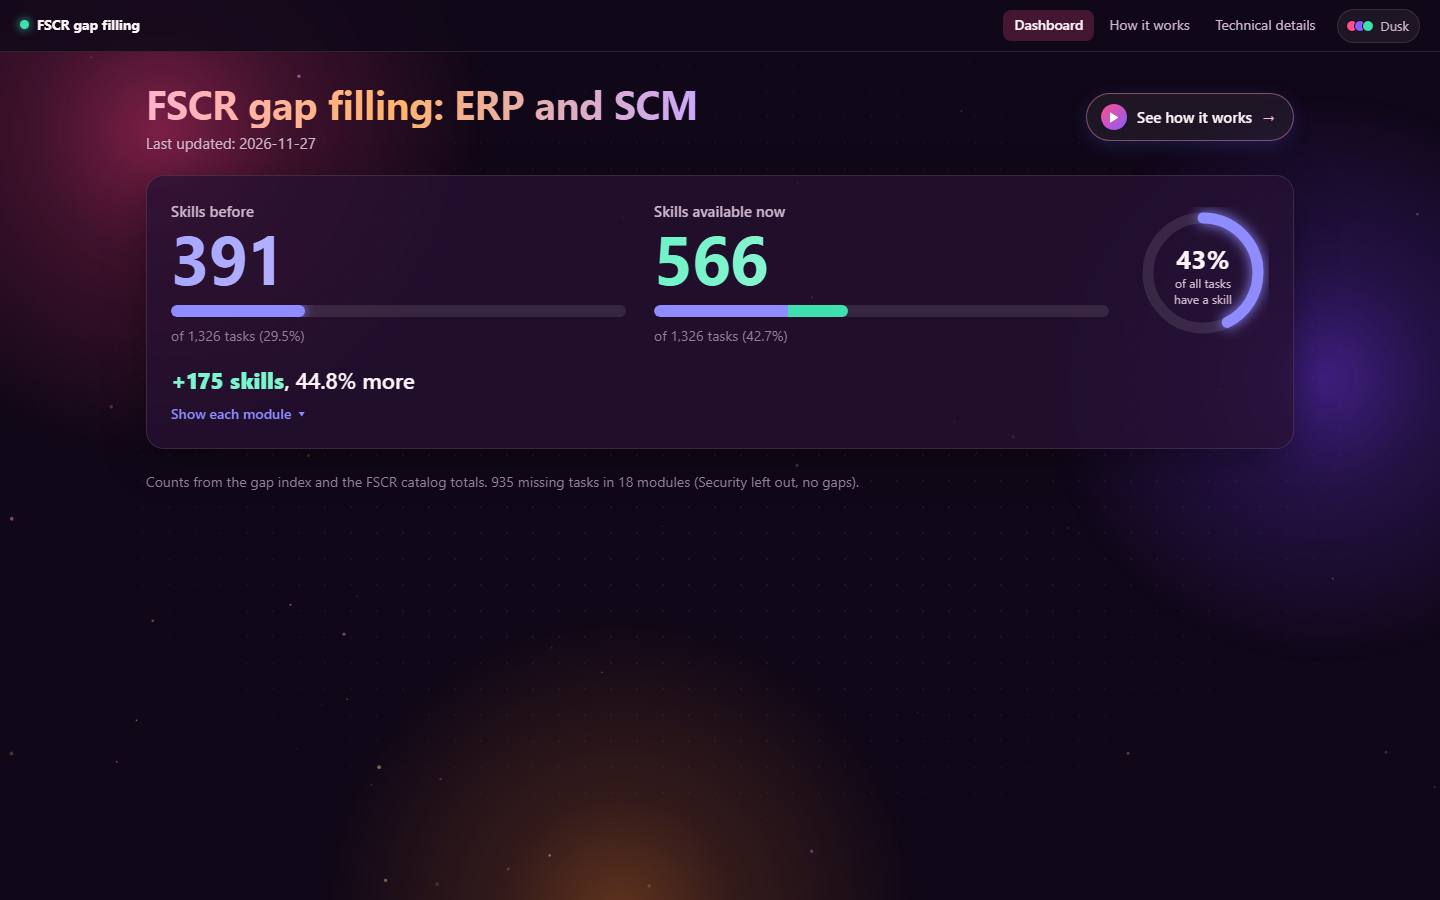 FSCR gap filling
Dashboard
How it works
Technical details
Dusk
FSCR gap filling: ERP and SCM
Last updated: 2026-11-27
See how it works →
Skills before
391
of 1,326 tasks (29.5%)
Skills available now
566
of 1,326 tasks (42.7%)
43%
of all tasks
have a skill
+175 skills, 44.8% more
Show each module ▾
Counts from the gap index and the FSCR catalog totals. 935 missing tasks in 18 modules (Security left out, no gaps).